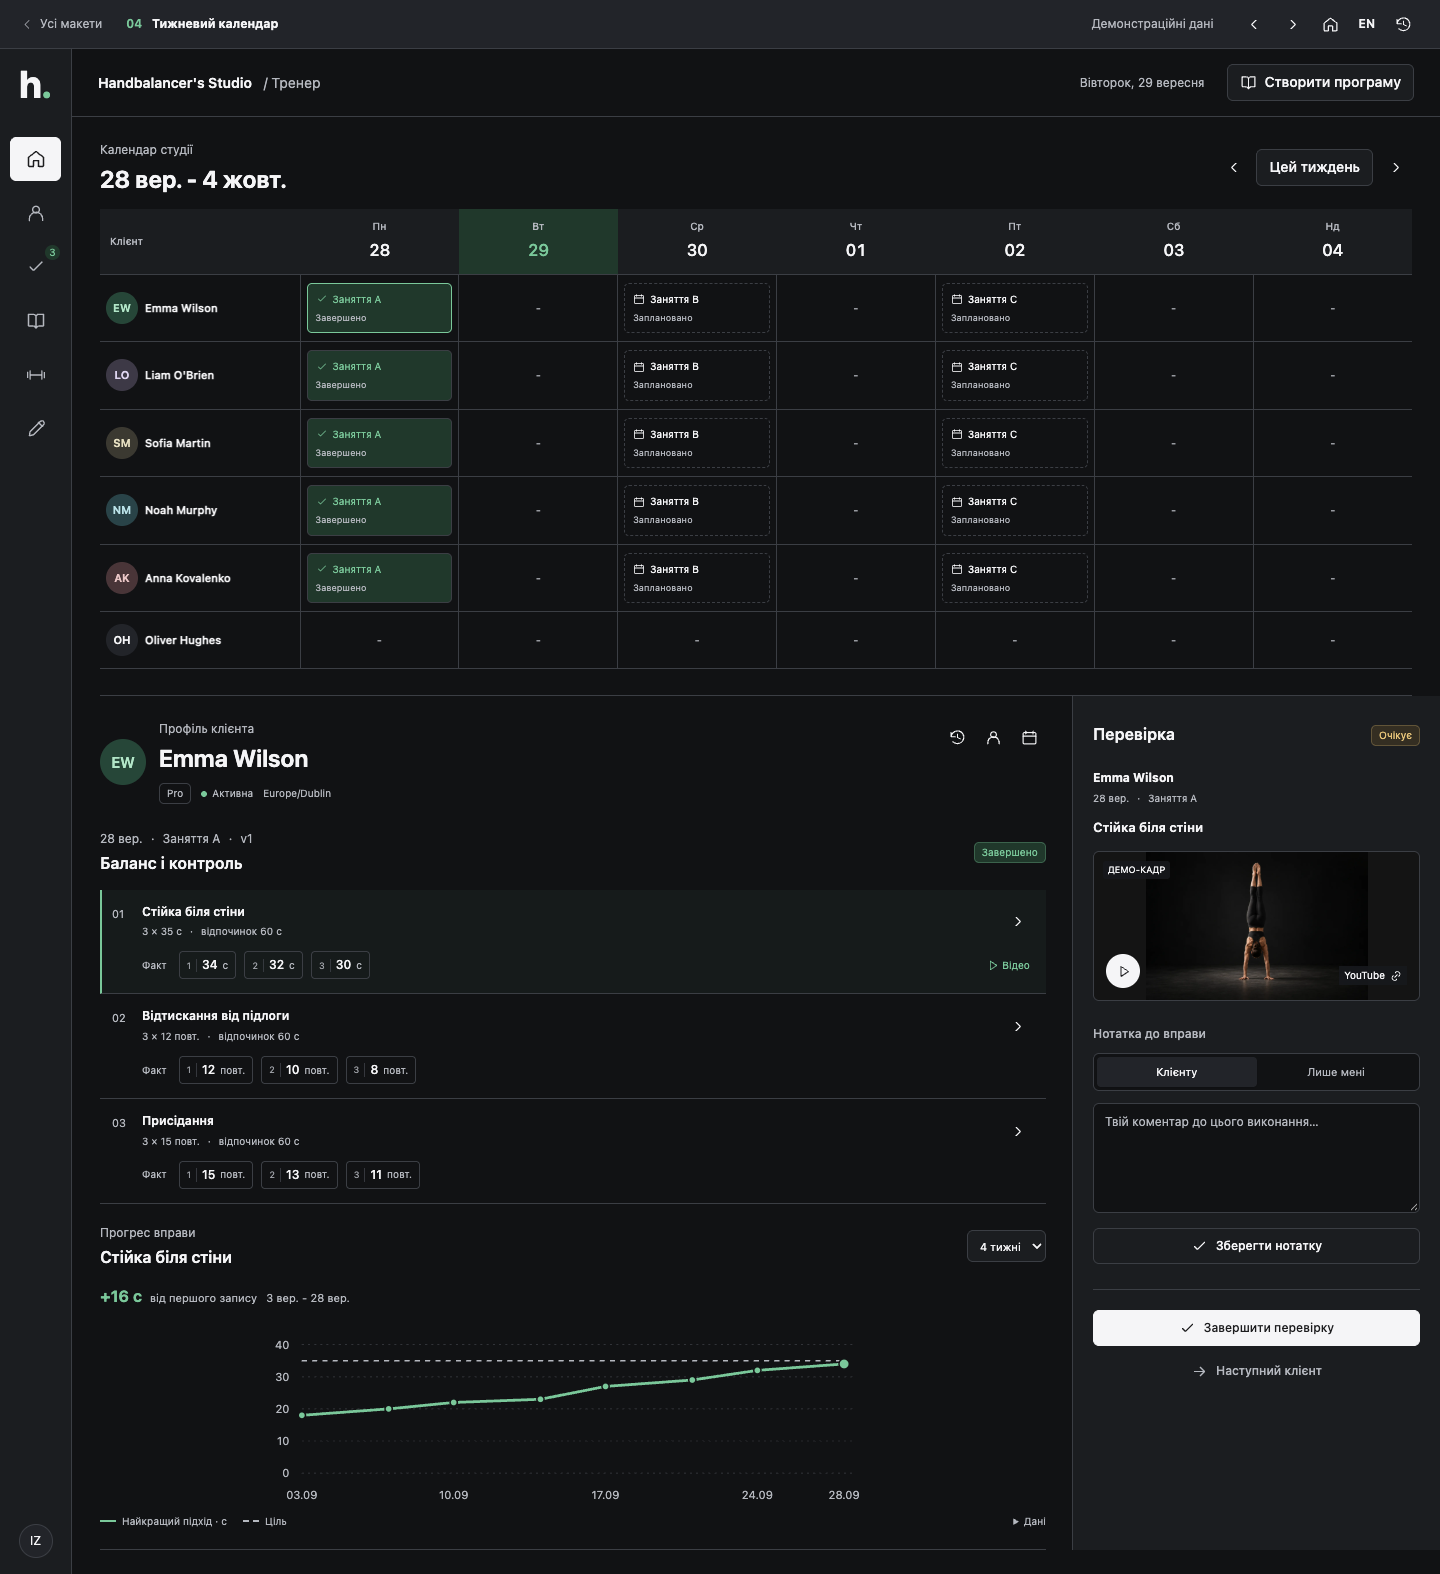 Усі макети 04 Тижневий календар Демонстраційні дані EN
h.
Handbalancer's Studio / Тренер Вівторок, 29 вересня Створити програму
Календар студії
28 вер. - 4 жовт. Цей тиждень
Клієнт Пн 28 Вт 29 Ср 30 Чт 01 Пт 02 Сб 03 Нд 04
3
EW Emma Wilson Заняття A Завершено - Заняття B Заплановано - Заняття C Заплановано - -
LO Liam O'Brien Заняття A Завершено - Заняття B Заплановано - Заняття C Заплановано - -
SM Sofia Martin Заняття A Завершено - Заняття B Заплановано - Заняття C Заплановано - -
NM Noah Murphy Заняття A Завершено - Заняття B Заплановано - Заняття C Заплановано - -
AK Anna Kovalenko Заняття A Завершено - Заняття B Заплановано - Заняття C Заплановано - -
OH Oliver Hughes - - - - - - -
Профіль клієнта
EW Emma Wilson
Pro Активна Europe/Dublin
28 вер. · Заняття A · v1
Баланс і контроль Завершено
01 Стійка біля стіни
3 × 35 с · відпочинок 60 с
Факт 1 34 с 2 32 с 3 30 с Відео
02 Відтискання від підлоги
3 × 12 повт. · відпочинок 60 с
Факт 1 12 повт. 2 10 повт. 3 8 повт.
03 Присідання
3 × 15 повт. · відпочинок 60 с
Факт 1 15 повт. 2 13 повт. 3 11 повт.
Прогрес вправи
Стійка біля стіни 4 тижні
+16 с від першого запису 3 вер. - 28 вер.
40
30
20
10
0
03.09 10.09 17.09 24.09 28.09
Найкращий підхід · с Ціль Дані
IZ
Перевірка Очікує
Emma Wilson
28 вер. · Заняття A
Стійка біля стіни
ДЕМО-КАДР
YouTube
Нотатка до вправи
Клієнту Лише мені
Твій коментар до цього виконання...
Зберегти нотатку
Завершити перевірку
Наступний клієнт